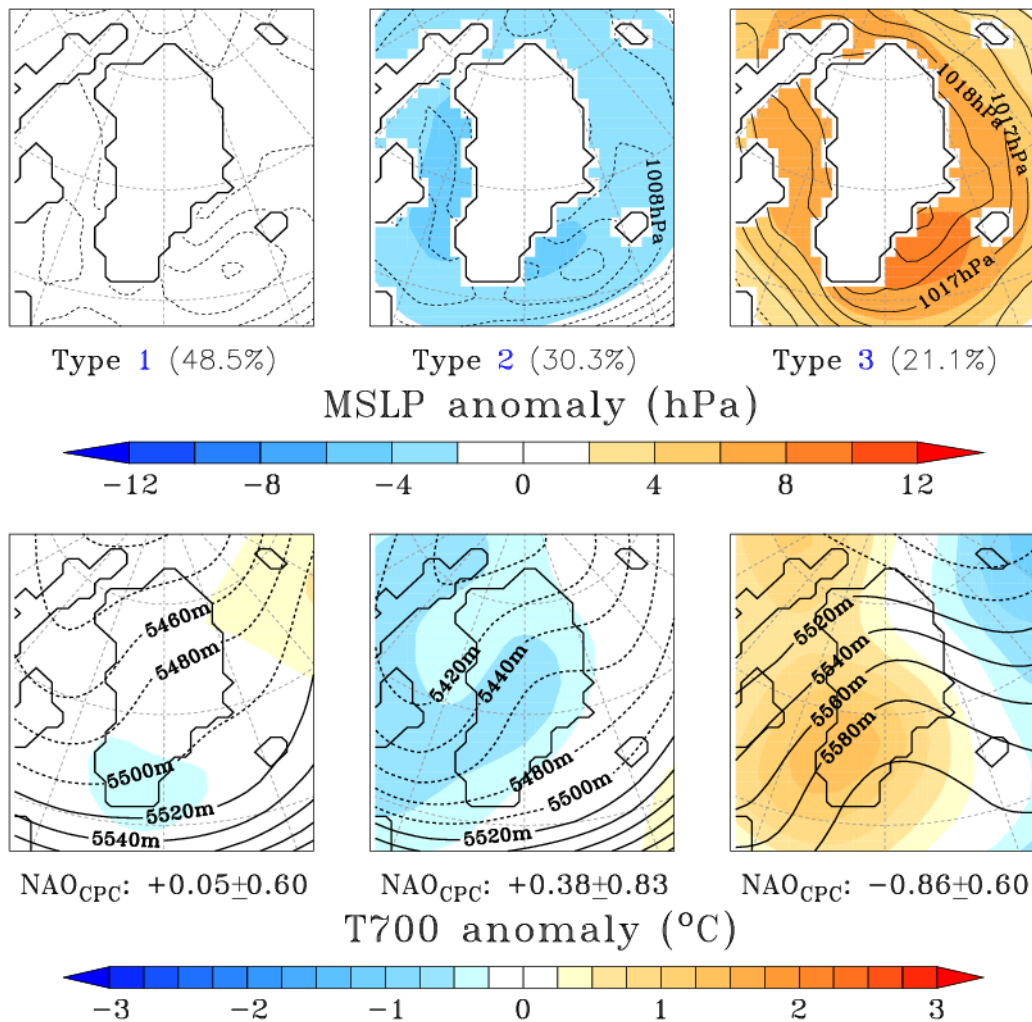 1018hPa
1017hPa
1008hPa
1017hPa
Type 1 (48.5%) Type 2 (30.3%) Type 3 (21.1%)
MSLP anomaly (hPa)
−12 −8 −4 0 4 8 12
5460m
5480m
5500m
5520m
5540m
5420m
5440m
5480m
5500m
5520m
5520m
5540m
5560m
5580m
NAO_CPC: +0.05±0.60 NAO_CPC: +0.38±0.83 NAO_CPC: −0.86±0.60
T700 anomaly (°C)
−3 −2 −1 0 1 2 3